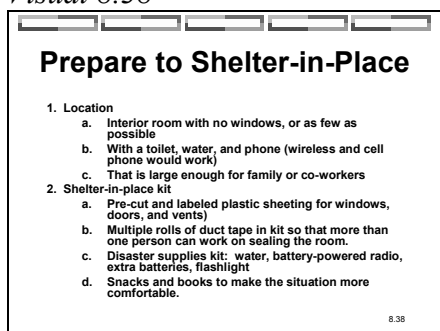 Visual 8.38
Prepare to Shelter-in-Place
1. Location
a. Interior room with no windows, or as few as
possible
b. With a toilet, water, and phone (wireless and cell
phone would work)
c. That is large enough for family or co-workers
2. Shelter-in-place kit
a. Pre-cut and labeled plastic sheeting for windows,
doors, and vents)
b. Multiple rolls of duct tape in kit so that more than
one person can work on sealing the room.
c. Disaster supplies kit: water, battery-powered radio,
extra batteries, flashlight
d. Snacks and books to make the situation more
comfortable.
8.38